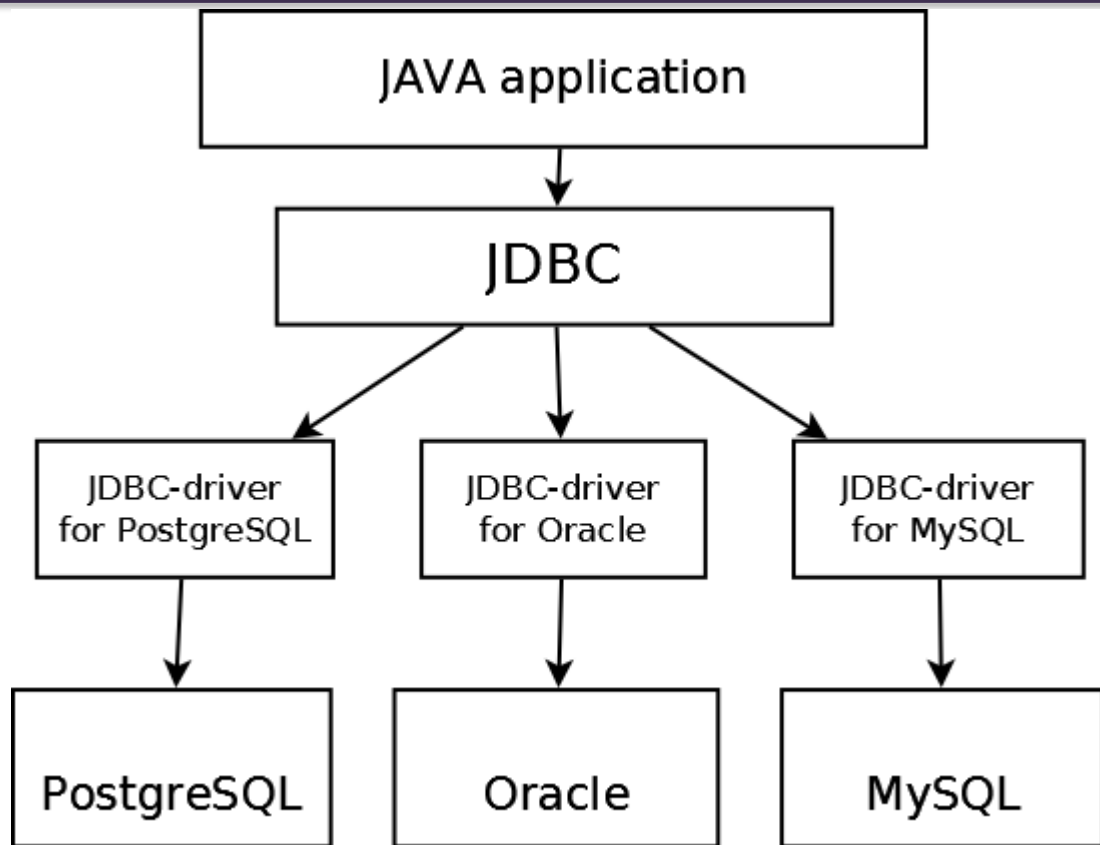 JAVA application
JDBC
JDBC-driver
for PostgreSQL
JDBC-driver
for Oracle
JDBC-driver
for MySQL
PostgreSQL
Oracle
MySQL